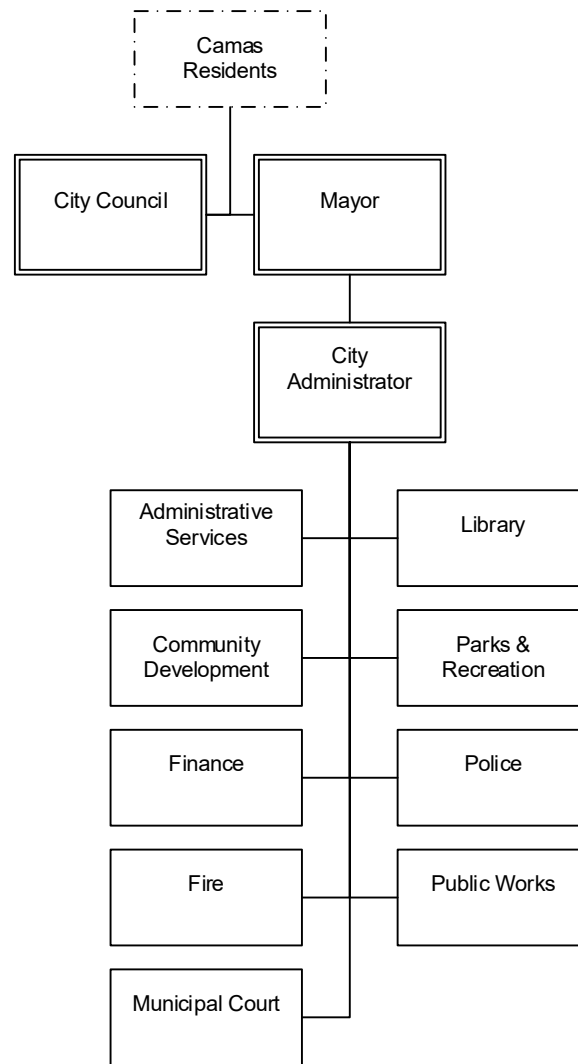 Camas
Residents
City Council
Mayor
City
Administrator
Administrative
Services
Library
Community
Development
Parks &
Recreation
Finance
Police
Fire
Public Works
Municipal Court